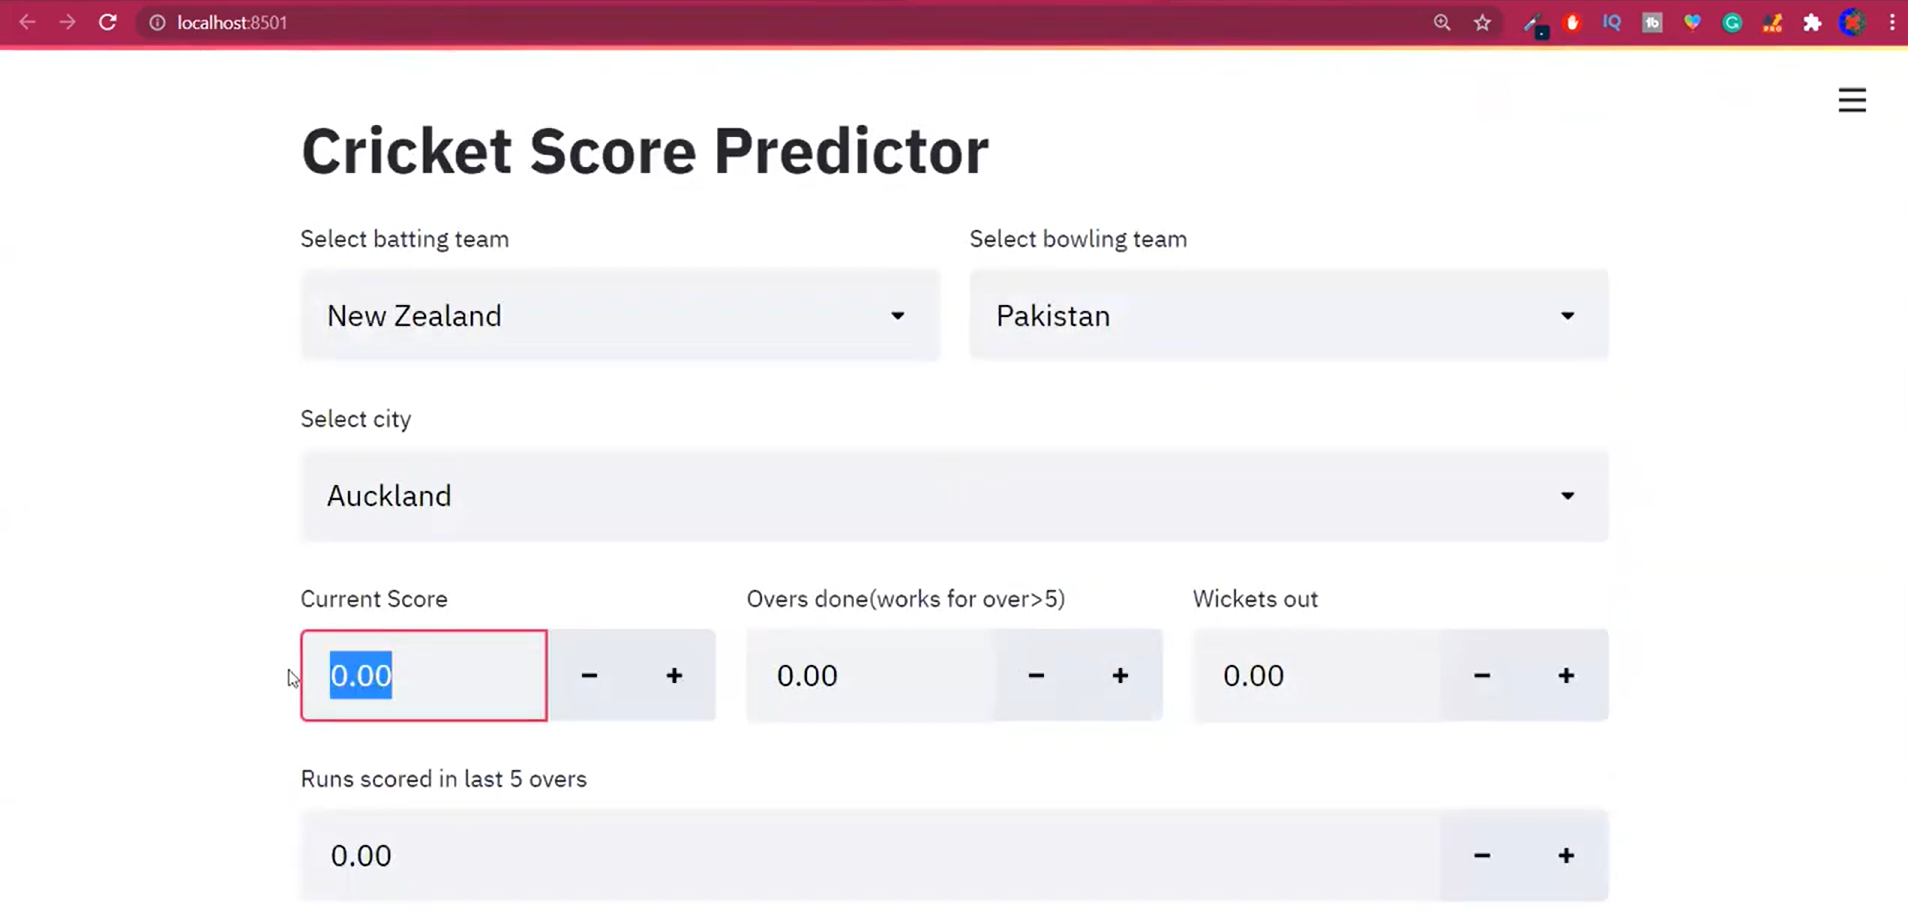 localhost:8501
IQ
Cricket Score Predictor
Select batting team
Select bowling team
New Zealand
Pakistan
Select city
Auckland
Current Score
Overs done(works for over>5)
Wickets out
0.00
0.00
0.00
Runs scored in last 5 overs
0.00